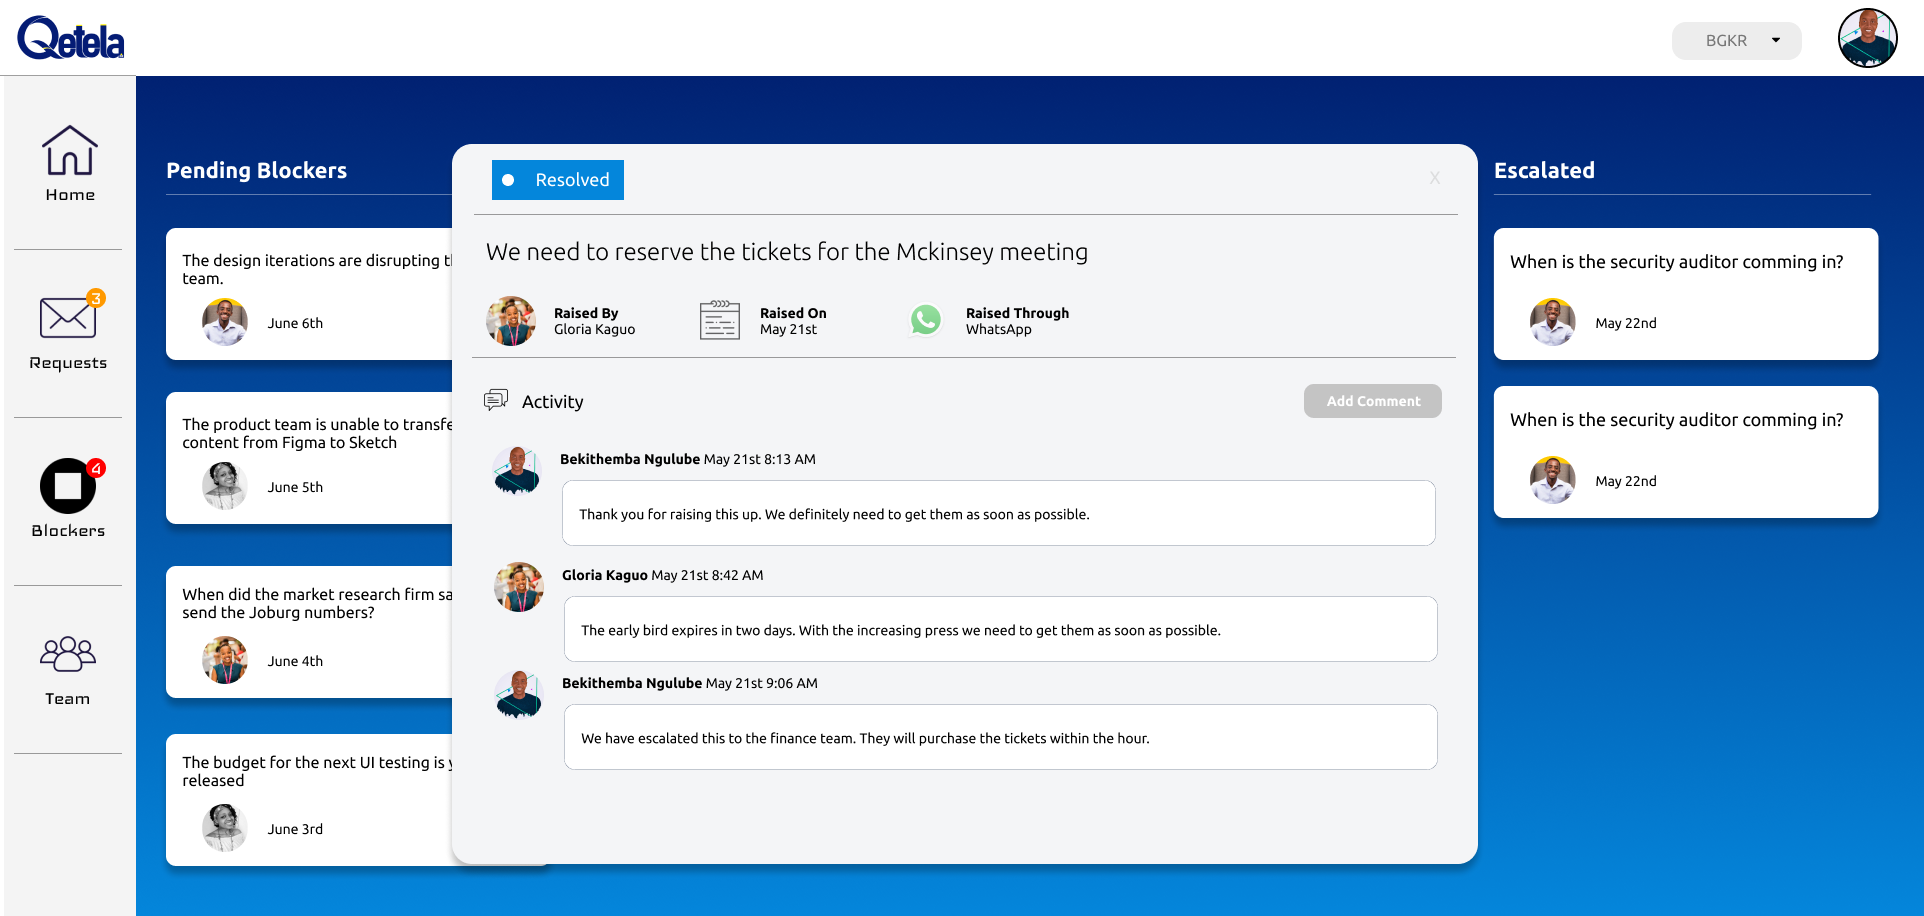 Qetela
BGKR
Home
Requests
3
Blockers
4
Team
Pending Blockers
The design iterations are disrupting
team.
June 6th
The product team is unable to
content from Figma to Sketch
June 5th
When did the market research firm
send the Joburg numbers?
June 4th
The budget for the next UI testing is
released
June 3rd
Resolved
X
We need to reserve the tickets for the Mckinsey meeting
Raised By
Gloria Kaguo
Raised On
May 21st
Raised Through
WhatsApp
Activity
Add Comment
Bekithemba Ngulube May 21st 8:13 AM
Thank you for raising this up. We definitely need to get them as soon as possible.
Gloria Kaguo May 21st 8:42 AM
The early bird expires in two days. With the increasing press we need to get them as soon as possible.
Bekithemba Ngulube May 21st 9:06 AM
We have escalated this to the finance team. They will purchase the tickets within the hour.
Escalated
When is the security auditor comming in?
May 22nd
When is the security auditor comming in?
May 22nd